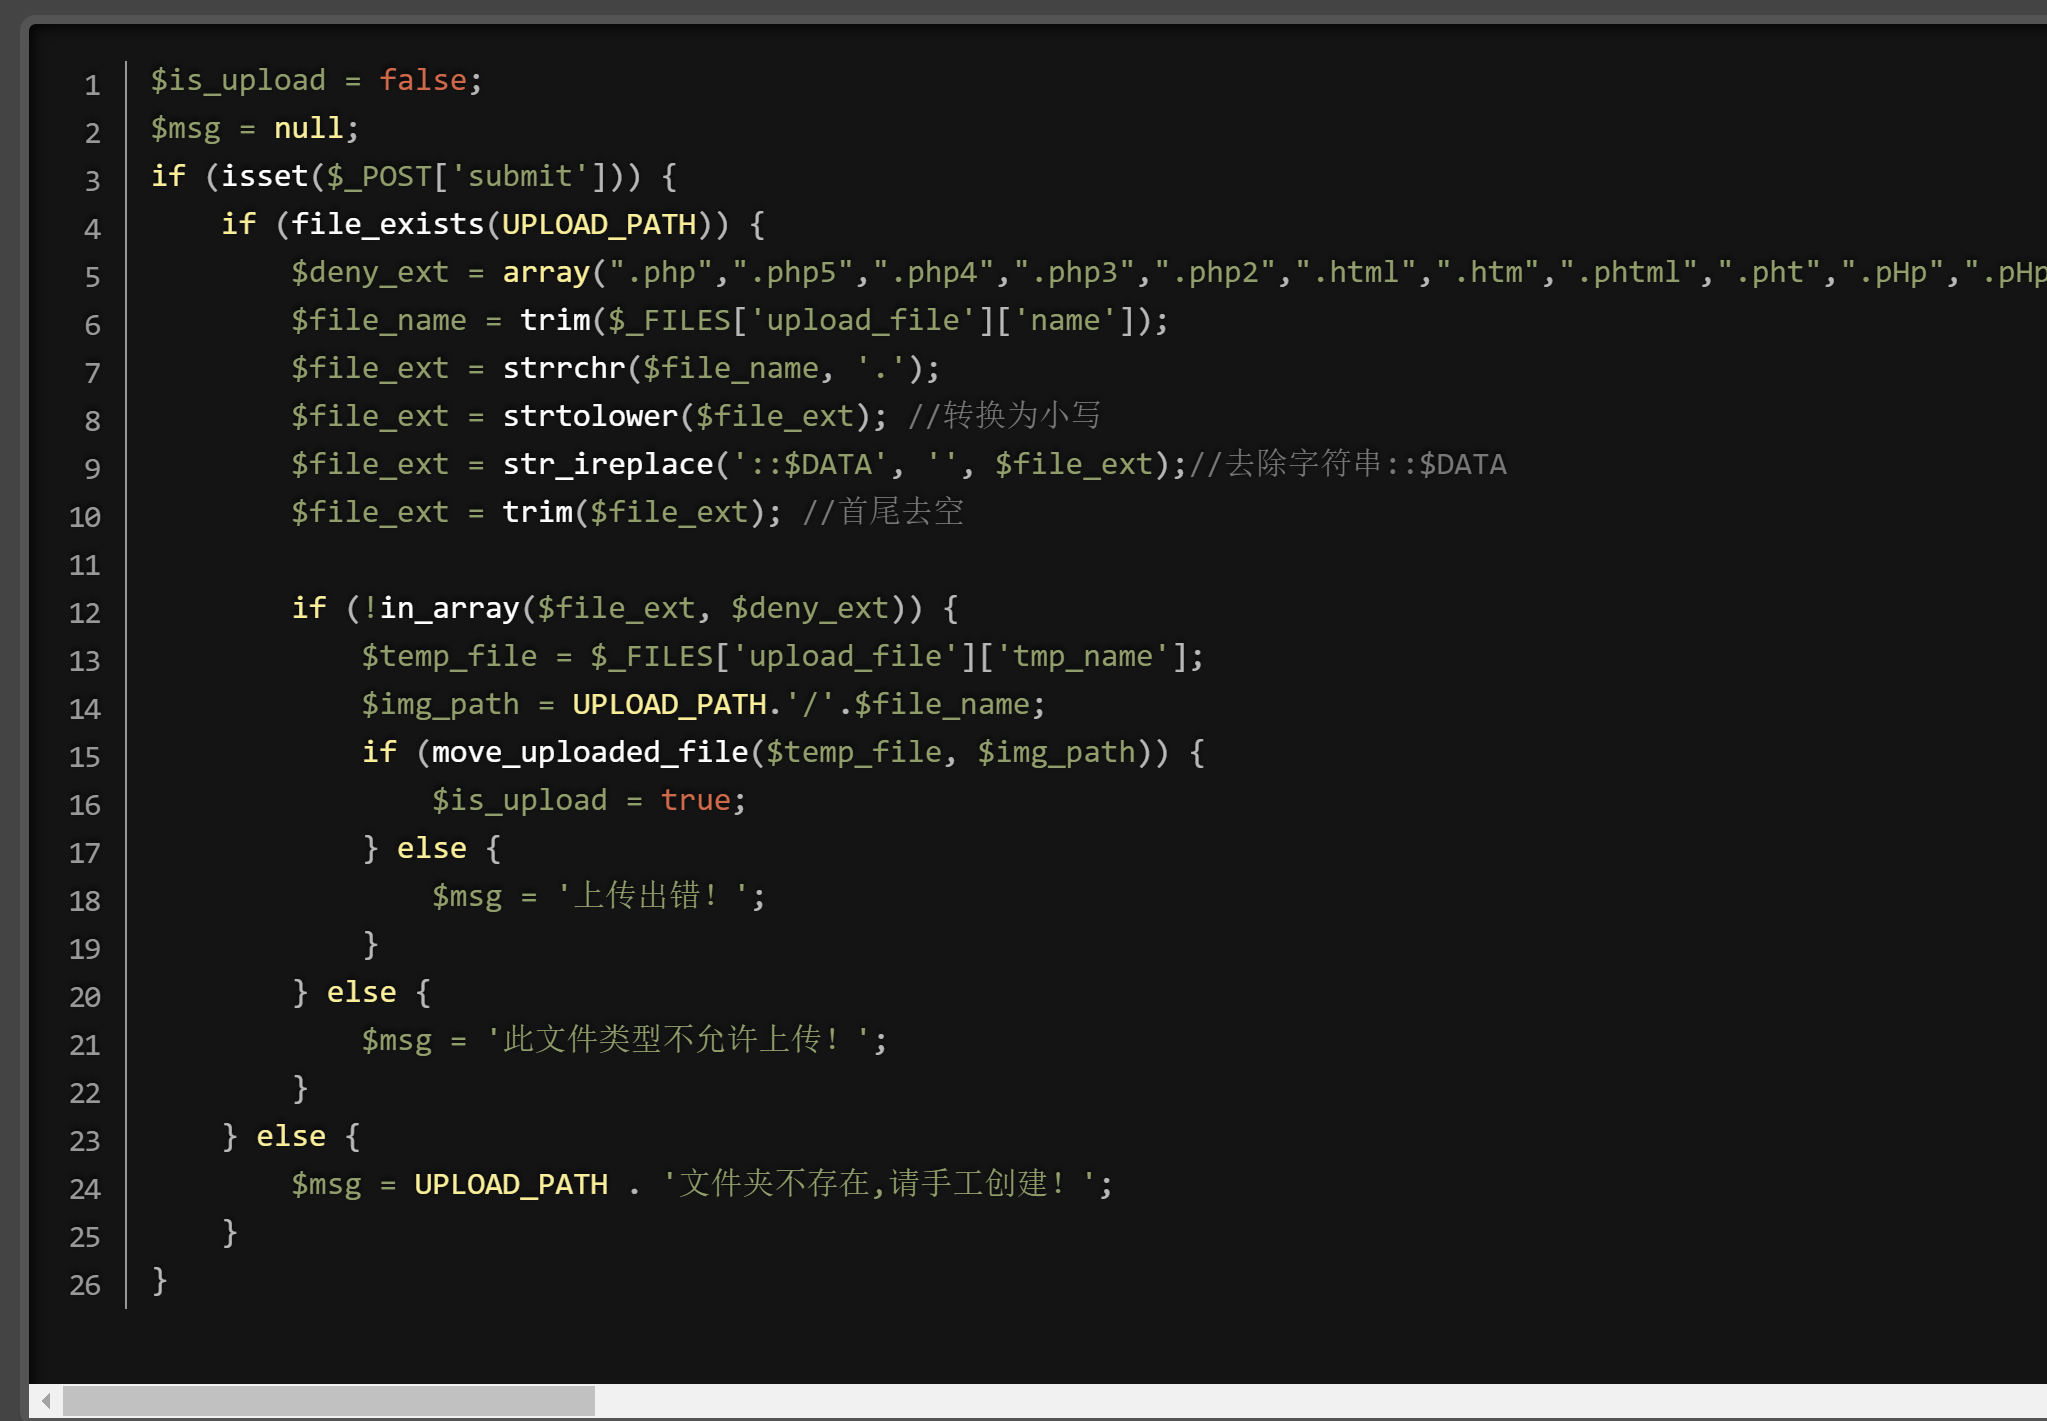 1 $is_upload = false;
2 $msg = null;
3 if (isset($_POST['submit'])) {
4 if (file_exists(UPLOAD_PATH)) {
5 $deny_ext = array(".php",".php5",".php4",".php3",".php2",".html",".htm",".phtml",".pht",".pHp",".pHp
6 $file_name = trim($_FILES['upload_file']['name']);
7 $file_ext = strrchr($file_name, '.');
8 $file_ext = strtolower($file_ext); //转换为小写
9 $file_ext = str_ireplace('::$DATA', '', $file_ext);//去除字符串::$DATA
10 $file_ext = trim($file_ext); //首尾去空
11
12 if (!in_array($file_ext, $deny_ext)) {
13 $temp_file = $_FILES['upload_file']['tmp_name'];
14 $img_path = UPLOAD_PATH.'/'.$file_name;
15 if (move_uploaded_file($temp_file, $img_path)) {
16 $is_upload = true;
17 } else {
18 $msg = '上传出错！';
19 }
20 } else {
21 $msg = '此文件类型不允许上传！';
22 }
23 } else {
24 $msg = UPLOAD_PATH . '文件夹不存在,请手工创建！';
25 }
26 }